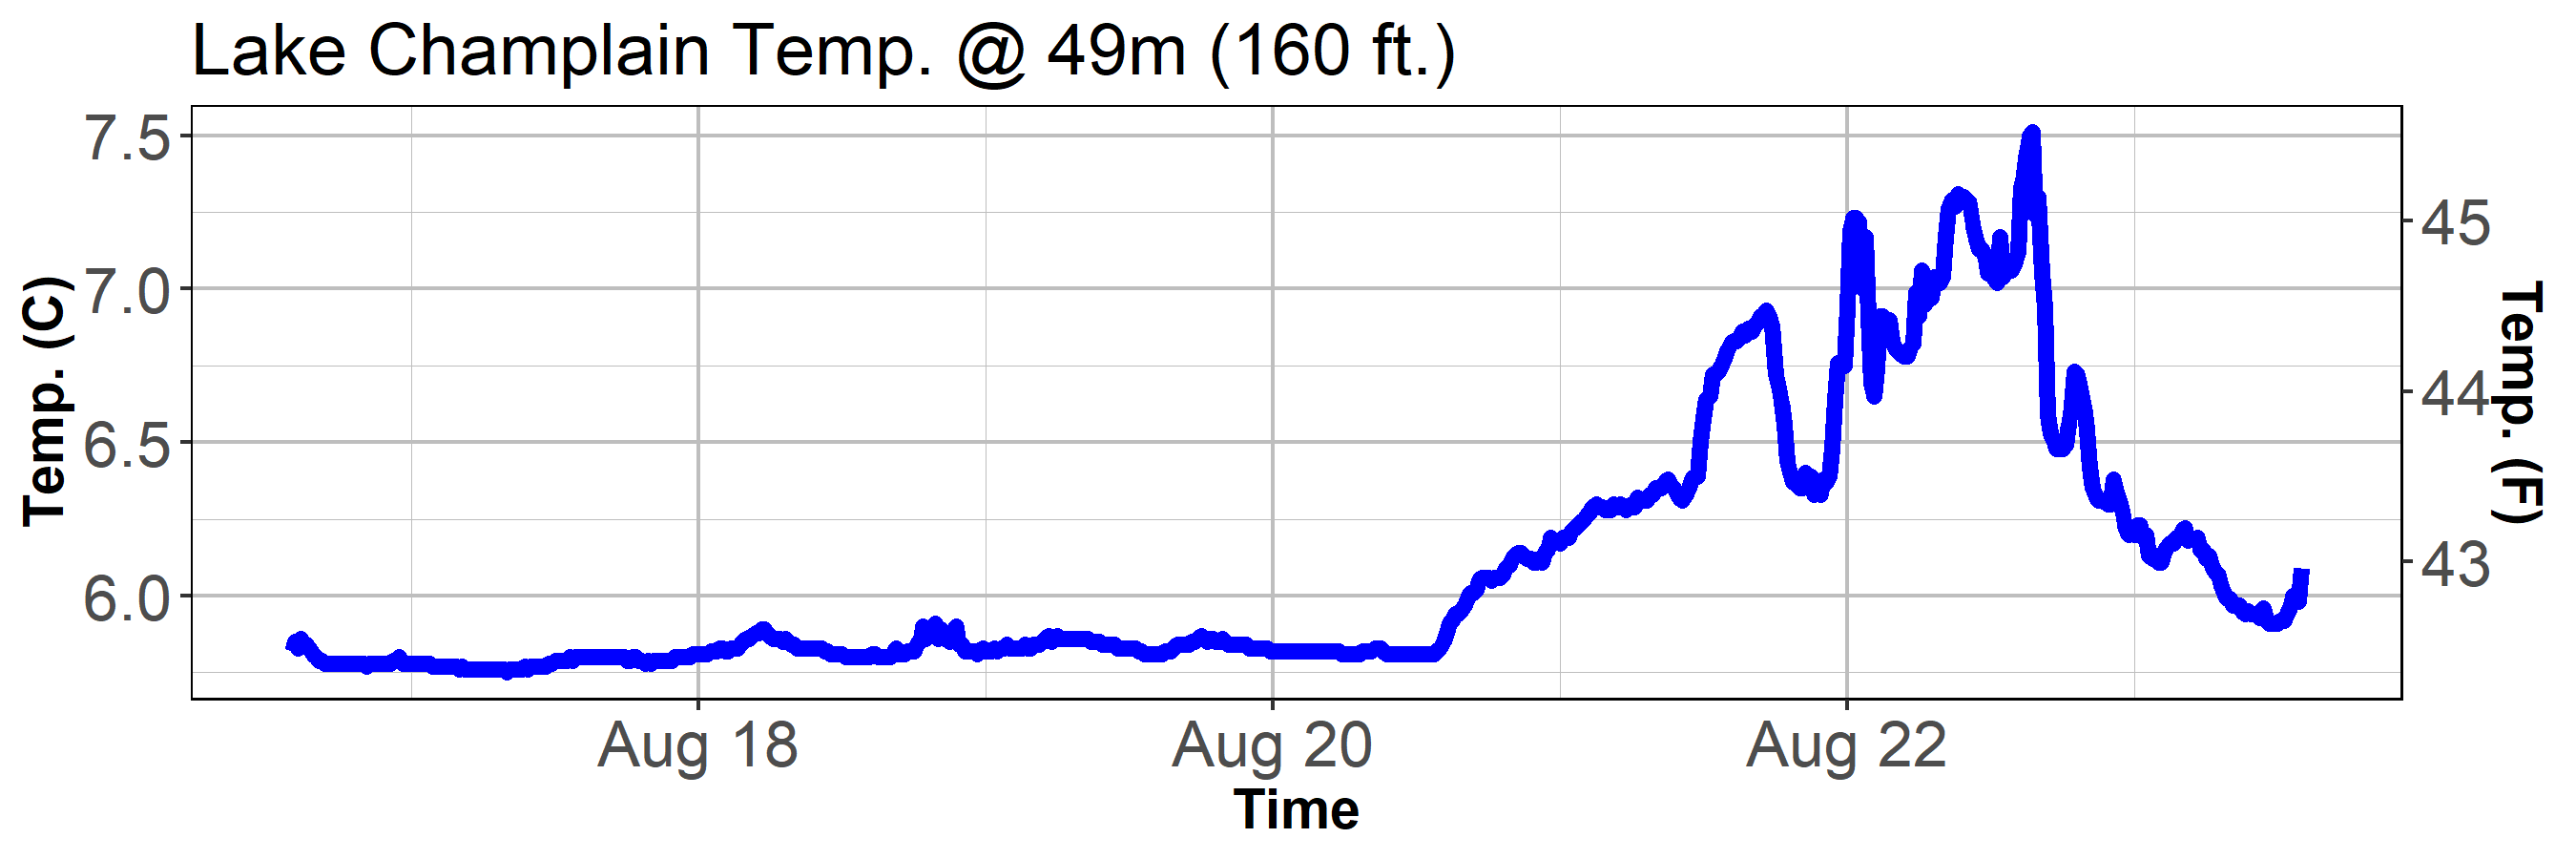 Lake Champlain Temp. @ 49m (160 ft.)
7.5
7.0
6.5
6.0
Temp. (C)
45
44
43
Temp. (F)
Aug 18
Aug 20
Aug 22
Time